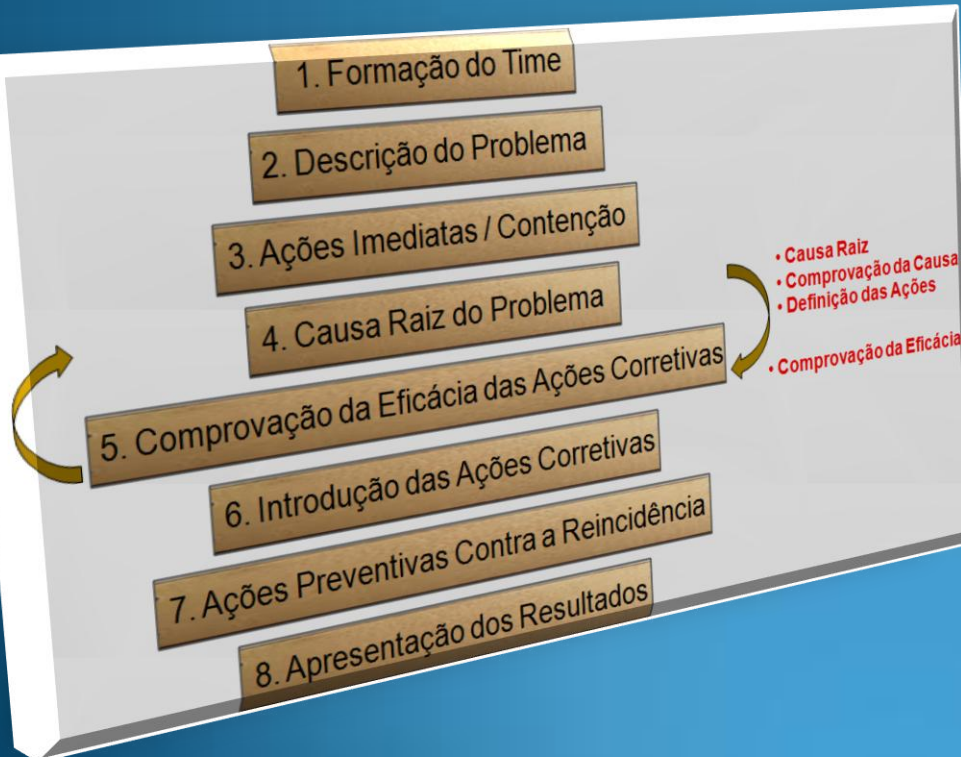 1. Formação do Time
2. Descrição do Problema
3. Ações Imediatas / Contenção
4. Causa Raiz do Problema
5. Comprovação da Eficácia das Ações Corretivas
6. Introdução das Ações Corretivas
7. Ações Preventivas Contra a Reincidência
8. Apresentação dos Resultados
• Causa Raiz
• Comprovação da Causa
• Definição das Ações
• Comprovação da Eficácia